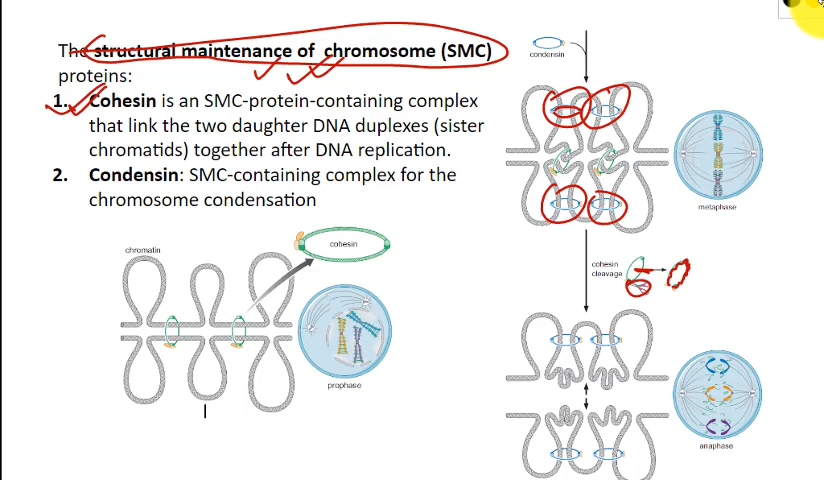 The structural maintenance of chromosome (SMC)
proteins:
1. Cohesin is an SMC-protein-containing complex
that link the two daughter DNA duplexes (sister
chromatids) together after DNA replication.
2. Condensin: SMC-containing complex for the
chromosome condensation
chromatin
cohesin
prophase
condensin
metaphase
cohesin
cleavage
anaphase